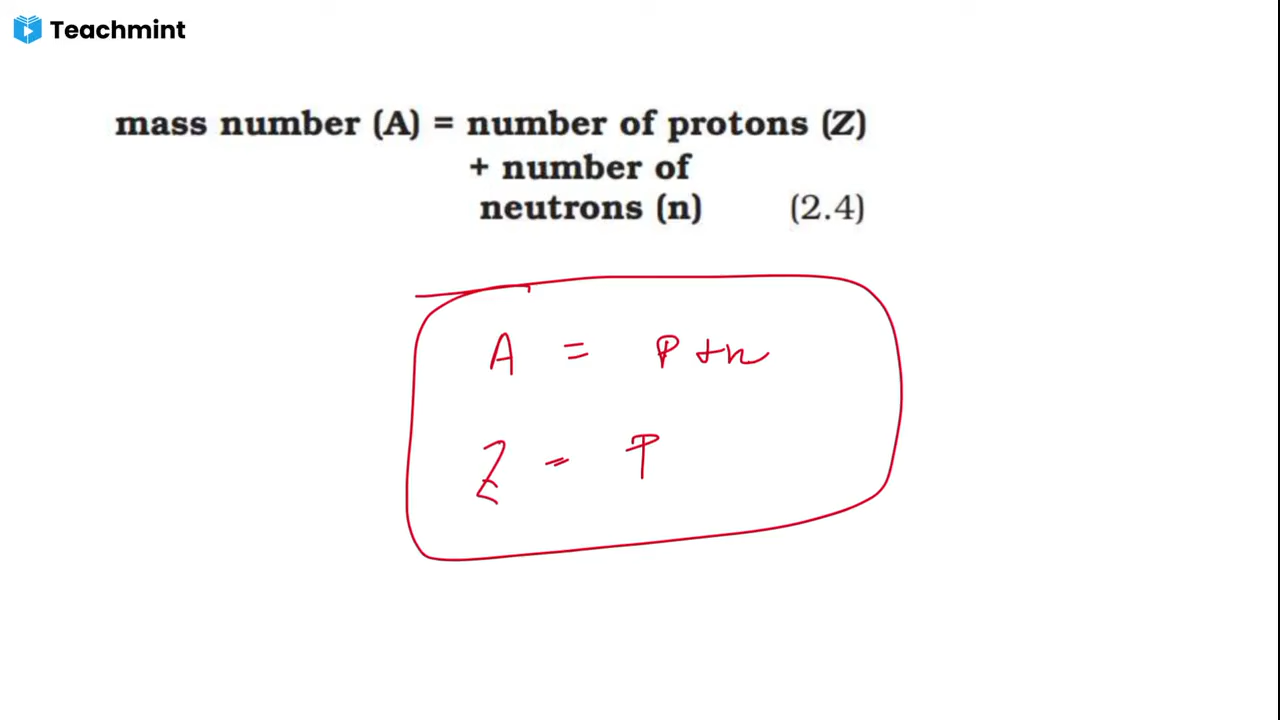 Teachmint
mass number (A) = number of protons (Z)
+ number of
neutrons (n) (2.4)
A = P+n
Z = P